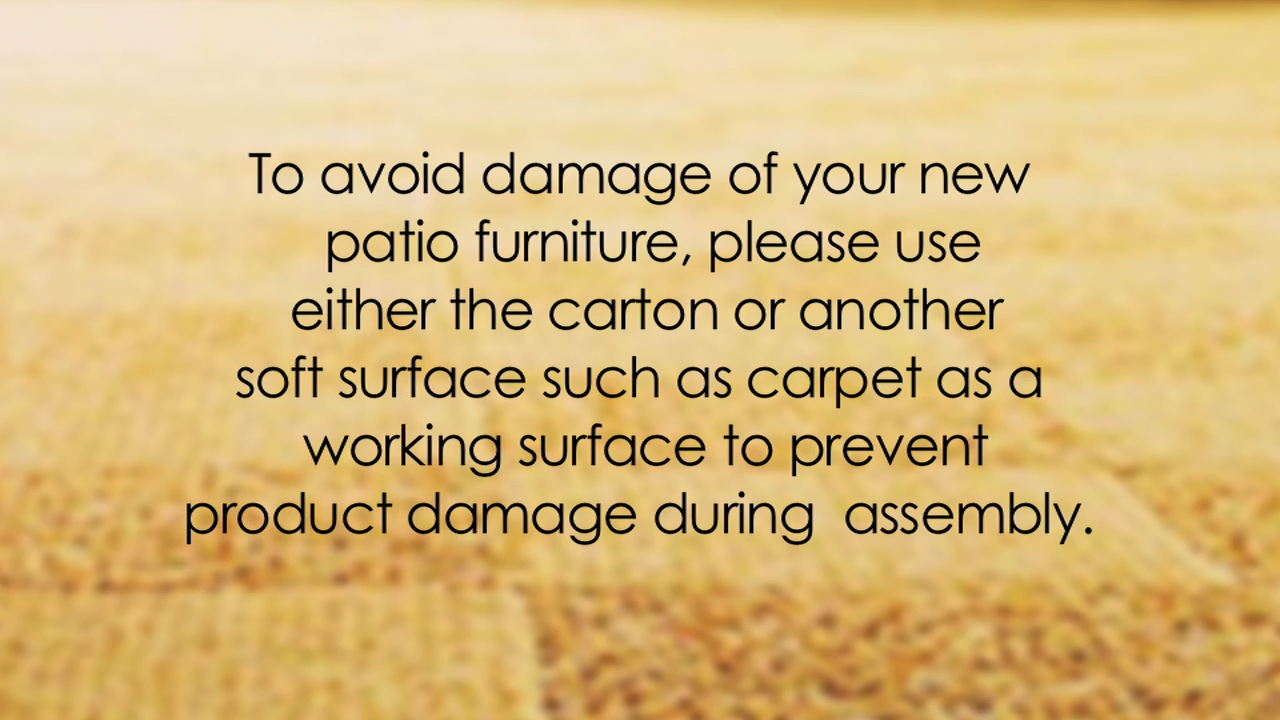 To avoid damage of your new
patio furniture, please use
either the carton or another
soft surface such as carpet as a
working surface to prevent
product damage during  assembly.